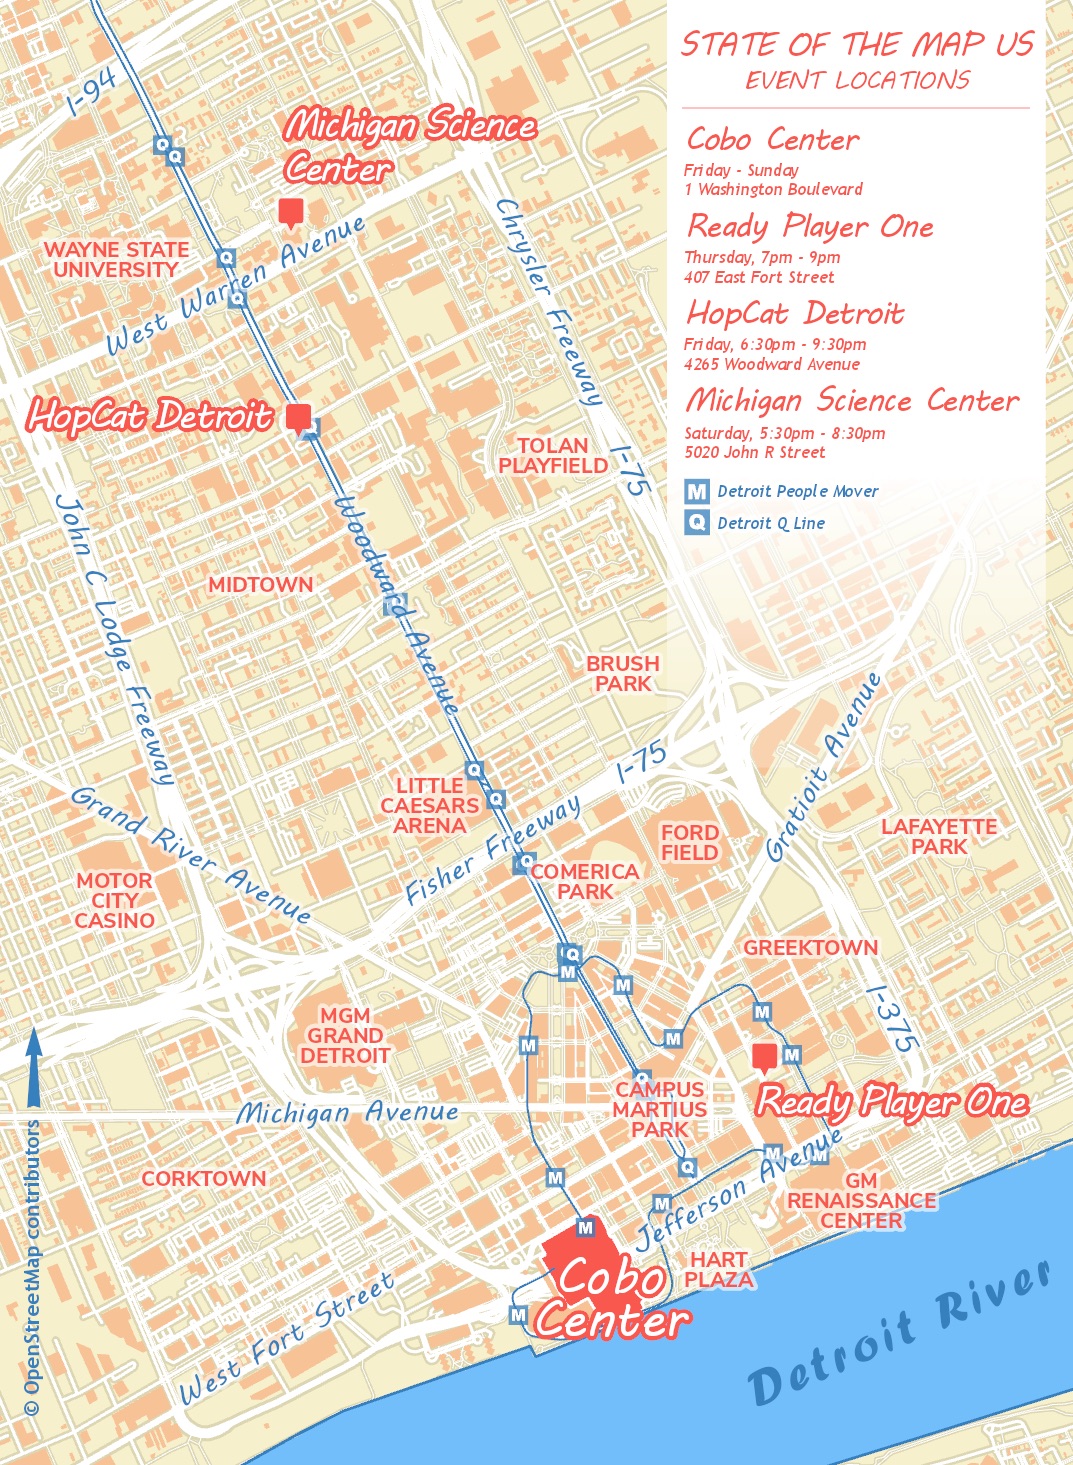 STATE OF THE MAP US
EVENT LOCATIONS
Cobo Center
Friday - Sunday
1 Washington Boulevard
Ready Player One
Thursday, 7pm - 9pm
407 East Fort Street
HopCat Detroit
Friday, 6:30pm - 9:30pm
4265 Woodward Avenue
Michigan Science Center
Saturday, 5:30pm - 8:30pm
5020 John R Street
M Detroit People Mover
Q Detroit Q Line
I-94
Michigan Science
Center
Q
Q
Chrysler Freeway
WAYNE STATE
UNIVERSITY
Q
West Warren Avenue
Q
HopCat Detroit
TOLAN
PLAYFIELD
I-75
John C Lodge Freeway
Woodward Avenue
MIDTOWN
BRUSH
PARK
Gratioit Avenue
I-75
Q
LITTLE
CAESARS
ARENA
Q
Grand River Avenue
Fisher Freeway
FORD
FIELD
LAFAYETTE
PARK
Q
COMERICA
PARK
MOTOR
CITY
CASINO
GREEKTOWN
Q
M
M
I-375
M
M
M
M
MGM
GRAND
DETROIT
Q
CAMPUS
MARTIUS
PARK
Ready Player One
Michigan Avenue
M
M
Q
M
Jefferson Avenue
CORKTOWN
GM
RENAISSANCE
CENTER
M
M
HART
PLAZA
Cobo
Center
M
West Fort Street
Detroit River
© OpenStreetMap contributors